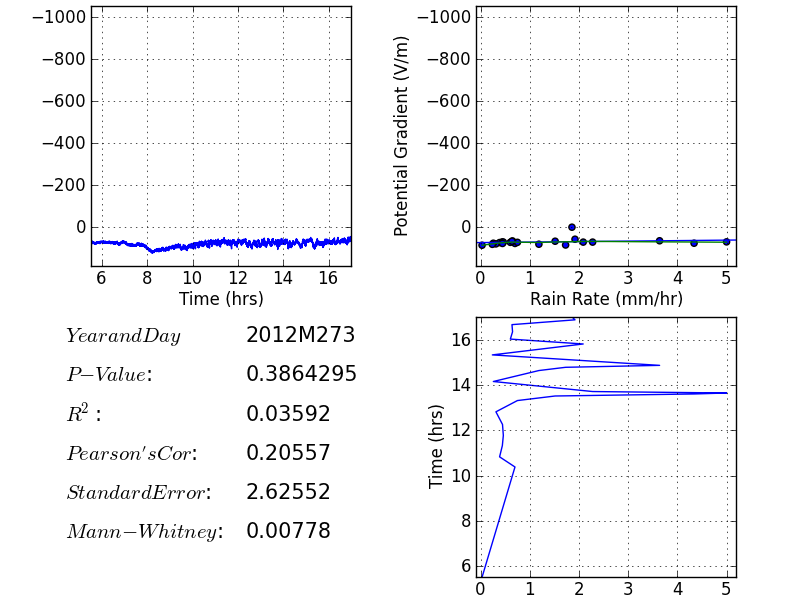 −1000
−800
−600
−400
−200
0
6 8 10 12 14 16
Time (hrs)
Potential Gradient (V/m)
−1000
−800
−600
−400
−200
0
0 1 2 3 4 5
Rain Rate (mm/hr)
YearandDay 2012M273
P−Value: 0.3864295
R²: 0.03592
Pearson'sCor: 0.20557
StandardError: 2.62552
Mann−Whitney: 0.00778
Time (hrs)
16
14
12
10
8
6
0 1 2 3 4 5